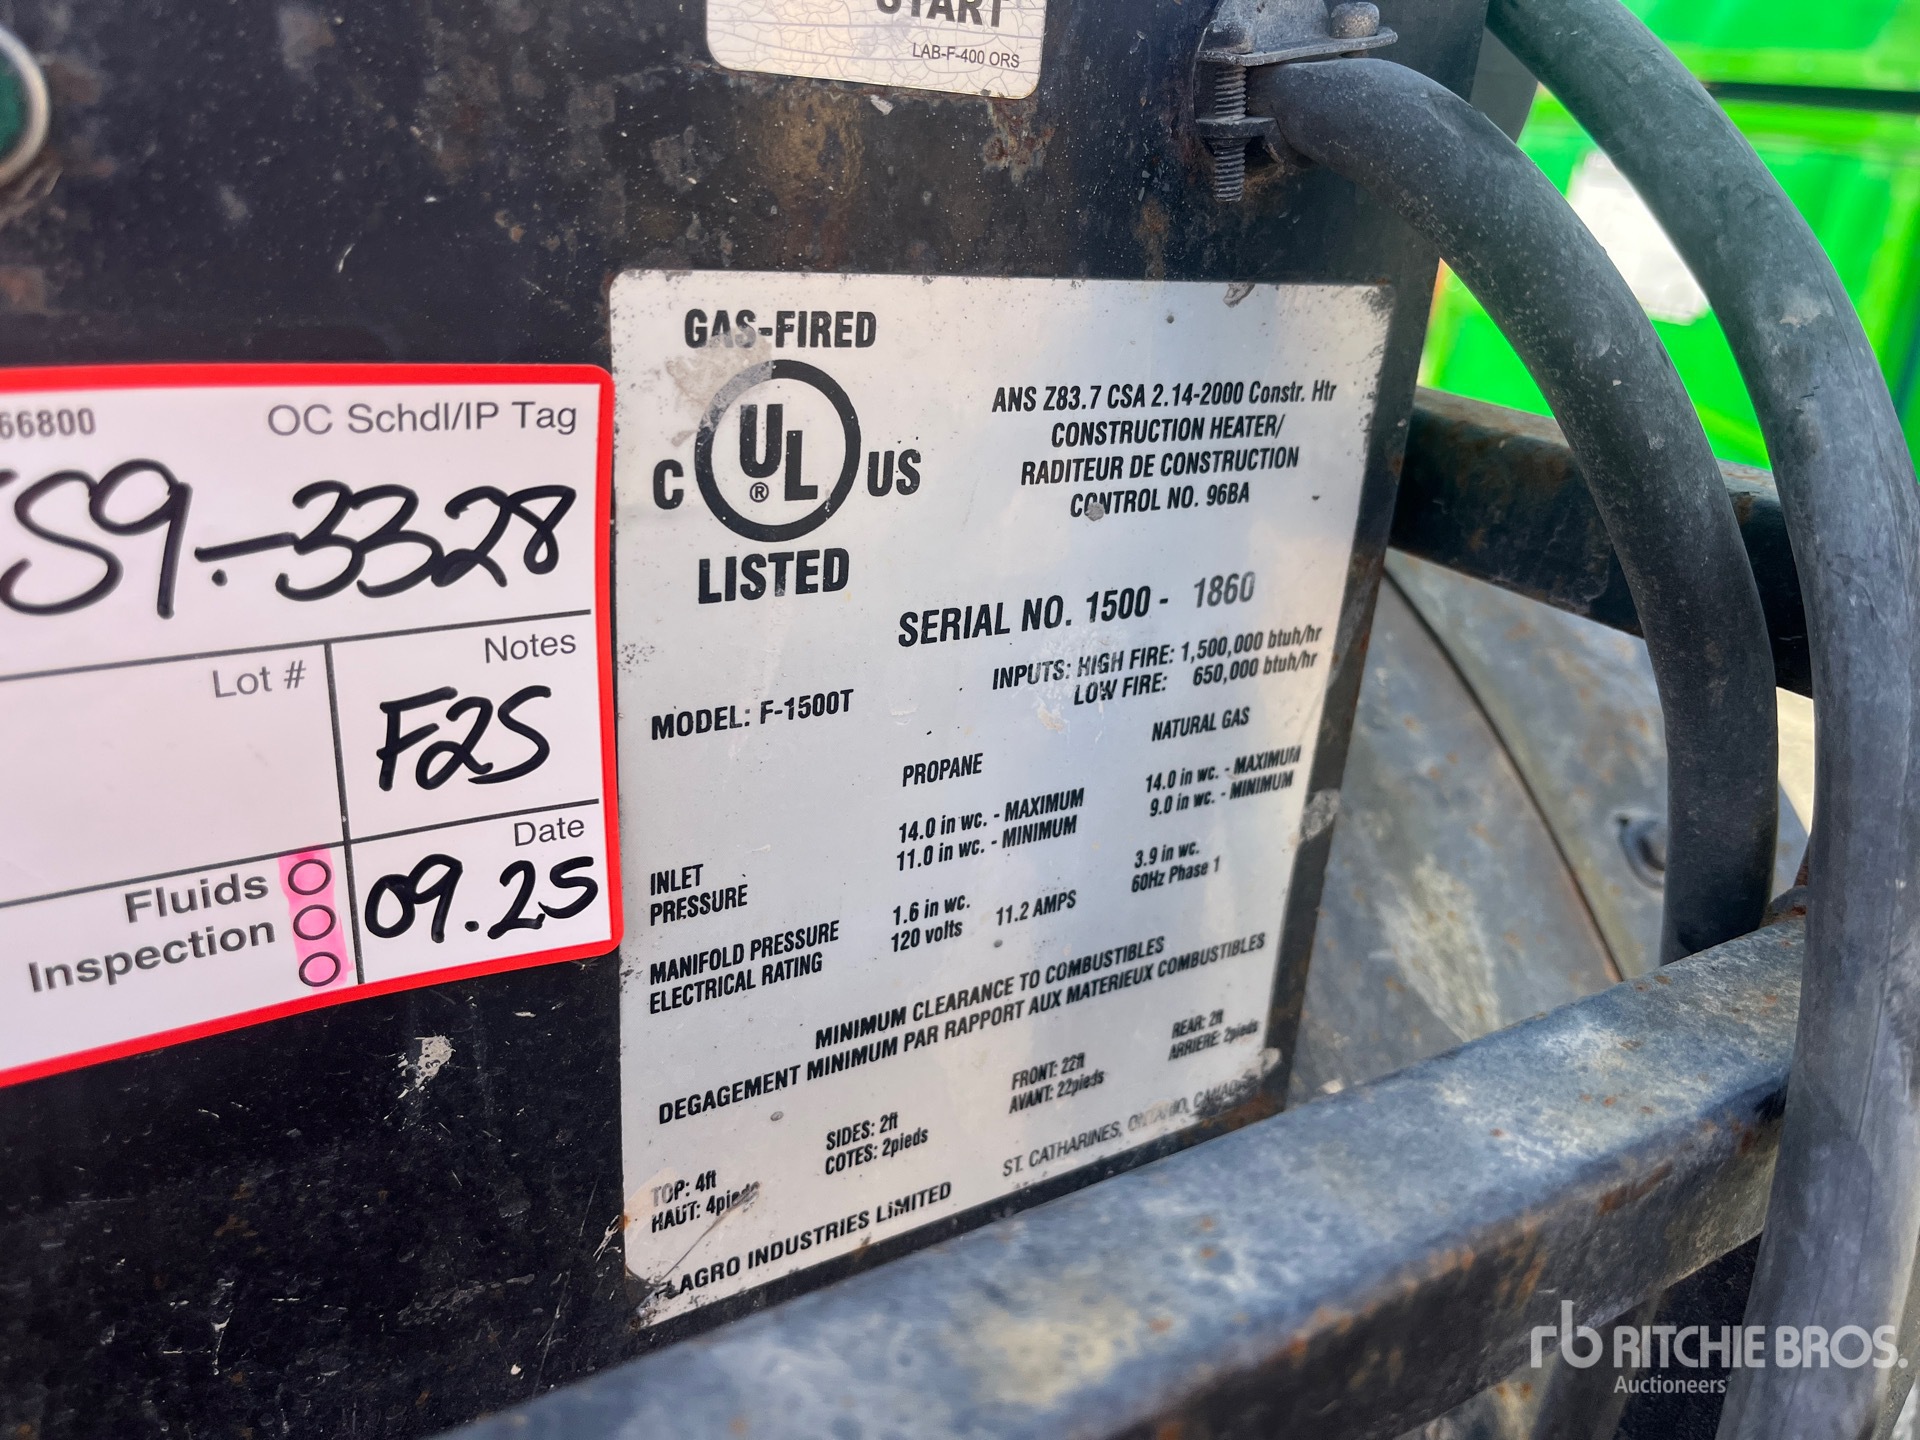 START
LAB-F-400 ORS
66800
OC Schdl/IP Tag
S9.-3328
Lot #
Notes
F2S
Date
09.25
Fluids
Inspection
GAS-FIRED
C UL ® US
LISTED
ANS Z83.7 CSA 2.14-2000 Constr. Htr
CONSTRUCTION HEATER/
RADITEUR DE CONSTRUCTION
CONTROL NO. 96BA
SERIAL NO. 1500 - 1860
INPUTS: HIGH FIRE: 1,500,000 btuh/hr
LOW FIRE: 650,000 btuh/hr
MODEL: F-1500T
PROPANE
NATURAL GAS
INLET
PRESSURE
14.0 in wc. - MAXIMUM
11.0 in wc. - MINIMUM
14.0 in wc. - MAXIMUM
9.0 in wc. - MINIMUM
MANIFOLD PRESSURE 1.6 in wc. 3.9 in wc.
ELECTRICAL RATING 120 volts 11.2 AMPS 60Hz Phase 1
MINIMUM CLEARANCE TO COMBUSTIBLES
DEGAGEMENT MINIMUM PAR RAPPORT AUX MATERIEUX COMBUSTIBLES
TOP: 4ft SIDES: 2ft FRONT: 22ft REAR: 2ft
HAUT: 4pieds COTES: 2pieds AVANT: 22pieds ARRIERE: 2pieds
FLAGRO INDUSTRIES LIMITED ST. CATHARINES, ONTARIO, CANADA
rb RITCHIE BROS.
Auctioneers